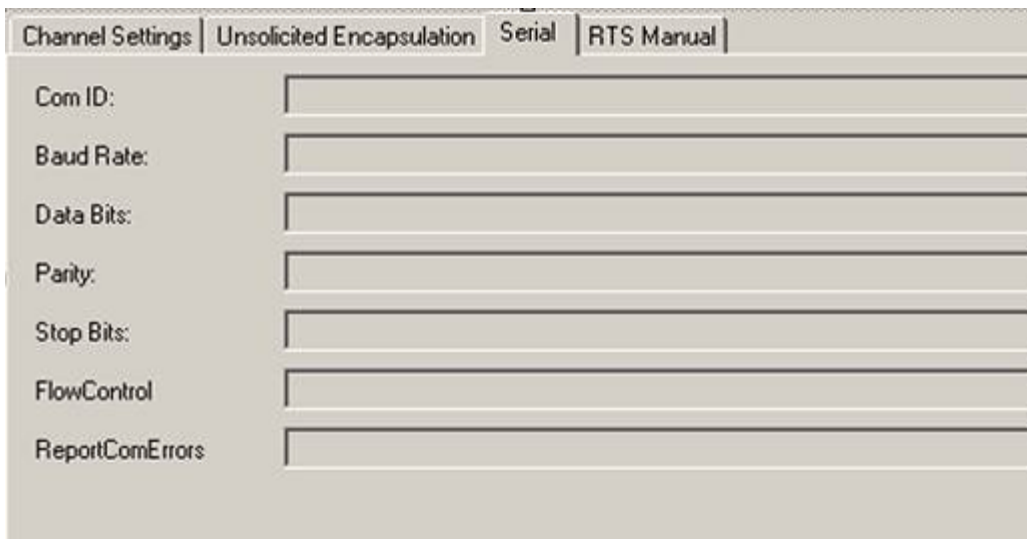 Channel Settings Unsolicited Encapsulation Serial RTS Manual
Com ID:
Baud Rate:
Data Bits:
Parity:
Stop Bits:
FlowControl
ReportComErrors